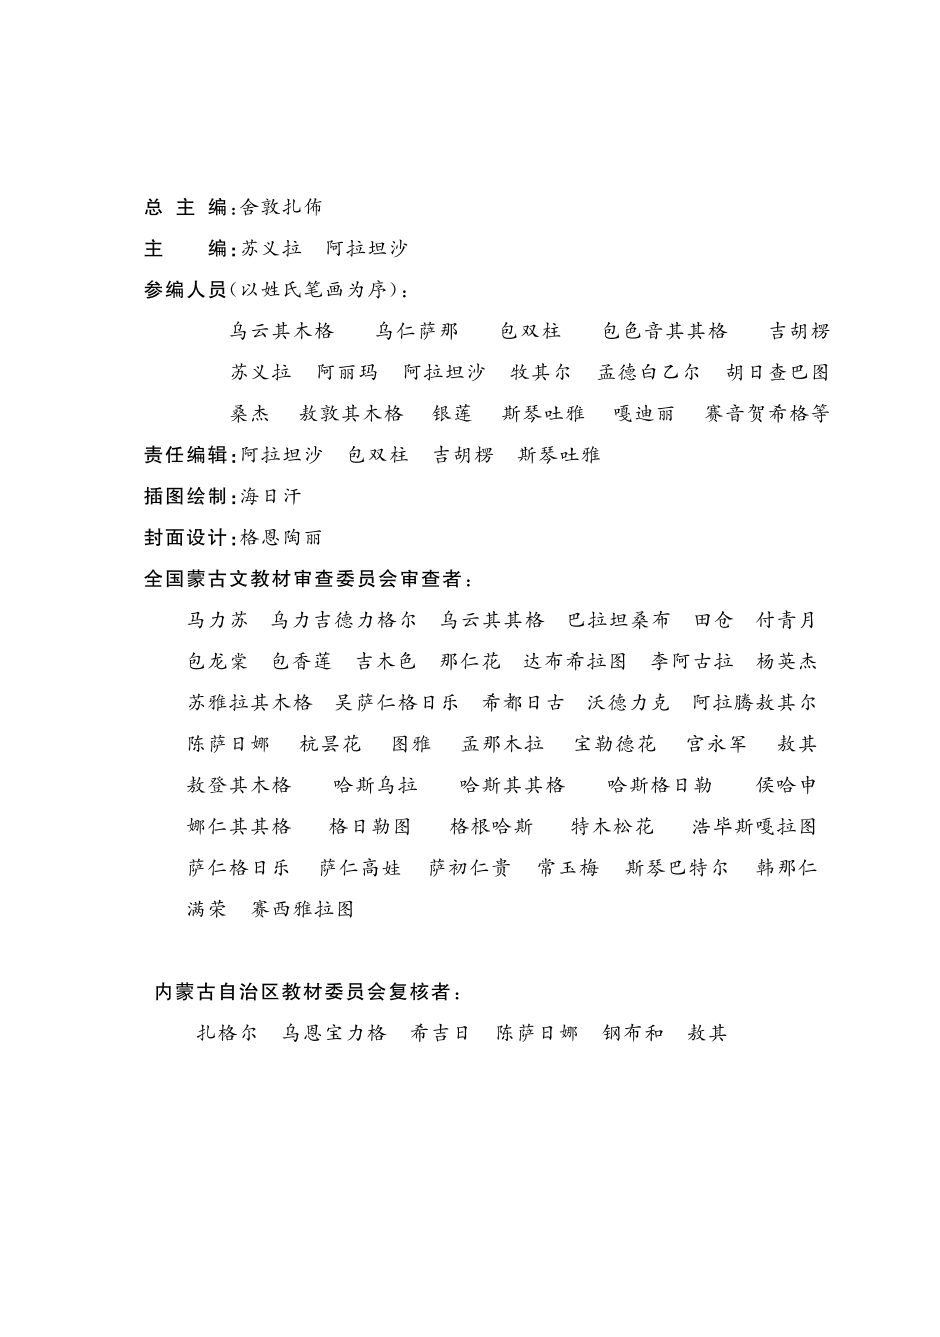 总 主 编:舍敦扎佈
主 编:苏义拉 阿拉坦沙
参编人员(以姓氏笔画为序):
乌云其木格 乌仁萨那 包双柱 包色音其其格 吉胡楞
苏义拉 阿丽玛 阿拉坦沙 牧其尔 孟德白乙尔 胡日查巴图
桑杰 敖敦其木格 银莲 斯琴吐雅 嘎迪丽 赛音贺希格等
责任编辑:阿拉坦沙 包双柱 吉胡楞 斯琴吐雅
插图绘制:海日汗
封面设计:格恩陶丽
全国蒙古文教材审查委员会审查者:
马力苏 乌力吉德力格尔 乌云其其格 巴拉坦桑布 田仓 付青月
包龙棠 包香莲 吉木色 那仁花 达布希拉图 李阿古拉 杨英杰
苏雅拉其木格 吴萨仁格日乐 希都日古 沃德力克 阿拉腾敖其尔
陈萨日娜 杭昙花 图雅 孟那木拉 宝勒德花 宫永军 敖其
敖登其木格 哈斯乌拉 哈斯其其格 哈斯格日勒 侯哈申
娜仁其其格 格日勒图 格根哈斯 特木松花 浩毕斯嘎拉图
萨仁格日乐 萨仁高娃 萨初仁贵 常玉梅 斯琴巴特尔 韩那仁
满荣 赛西雅拉图
内蒙古自治区教材委员会复核者:
扎格尔 乌恩宝力格 希吉日 陈萨日娜 钢布和 敖其